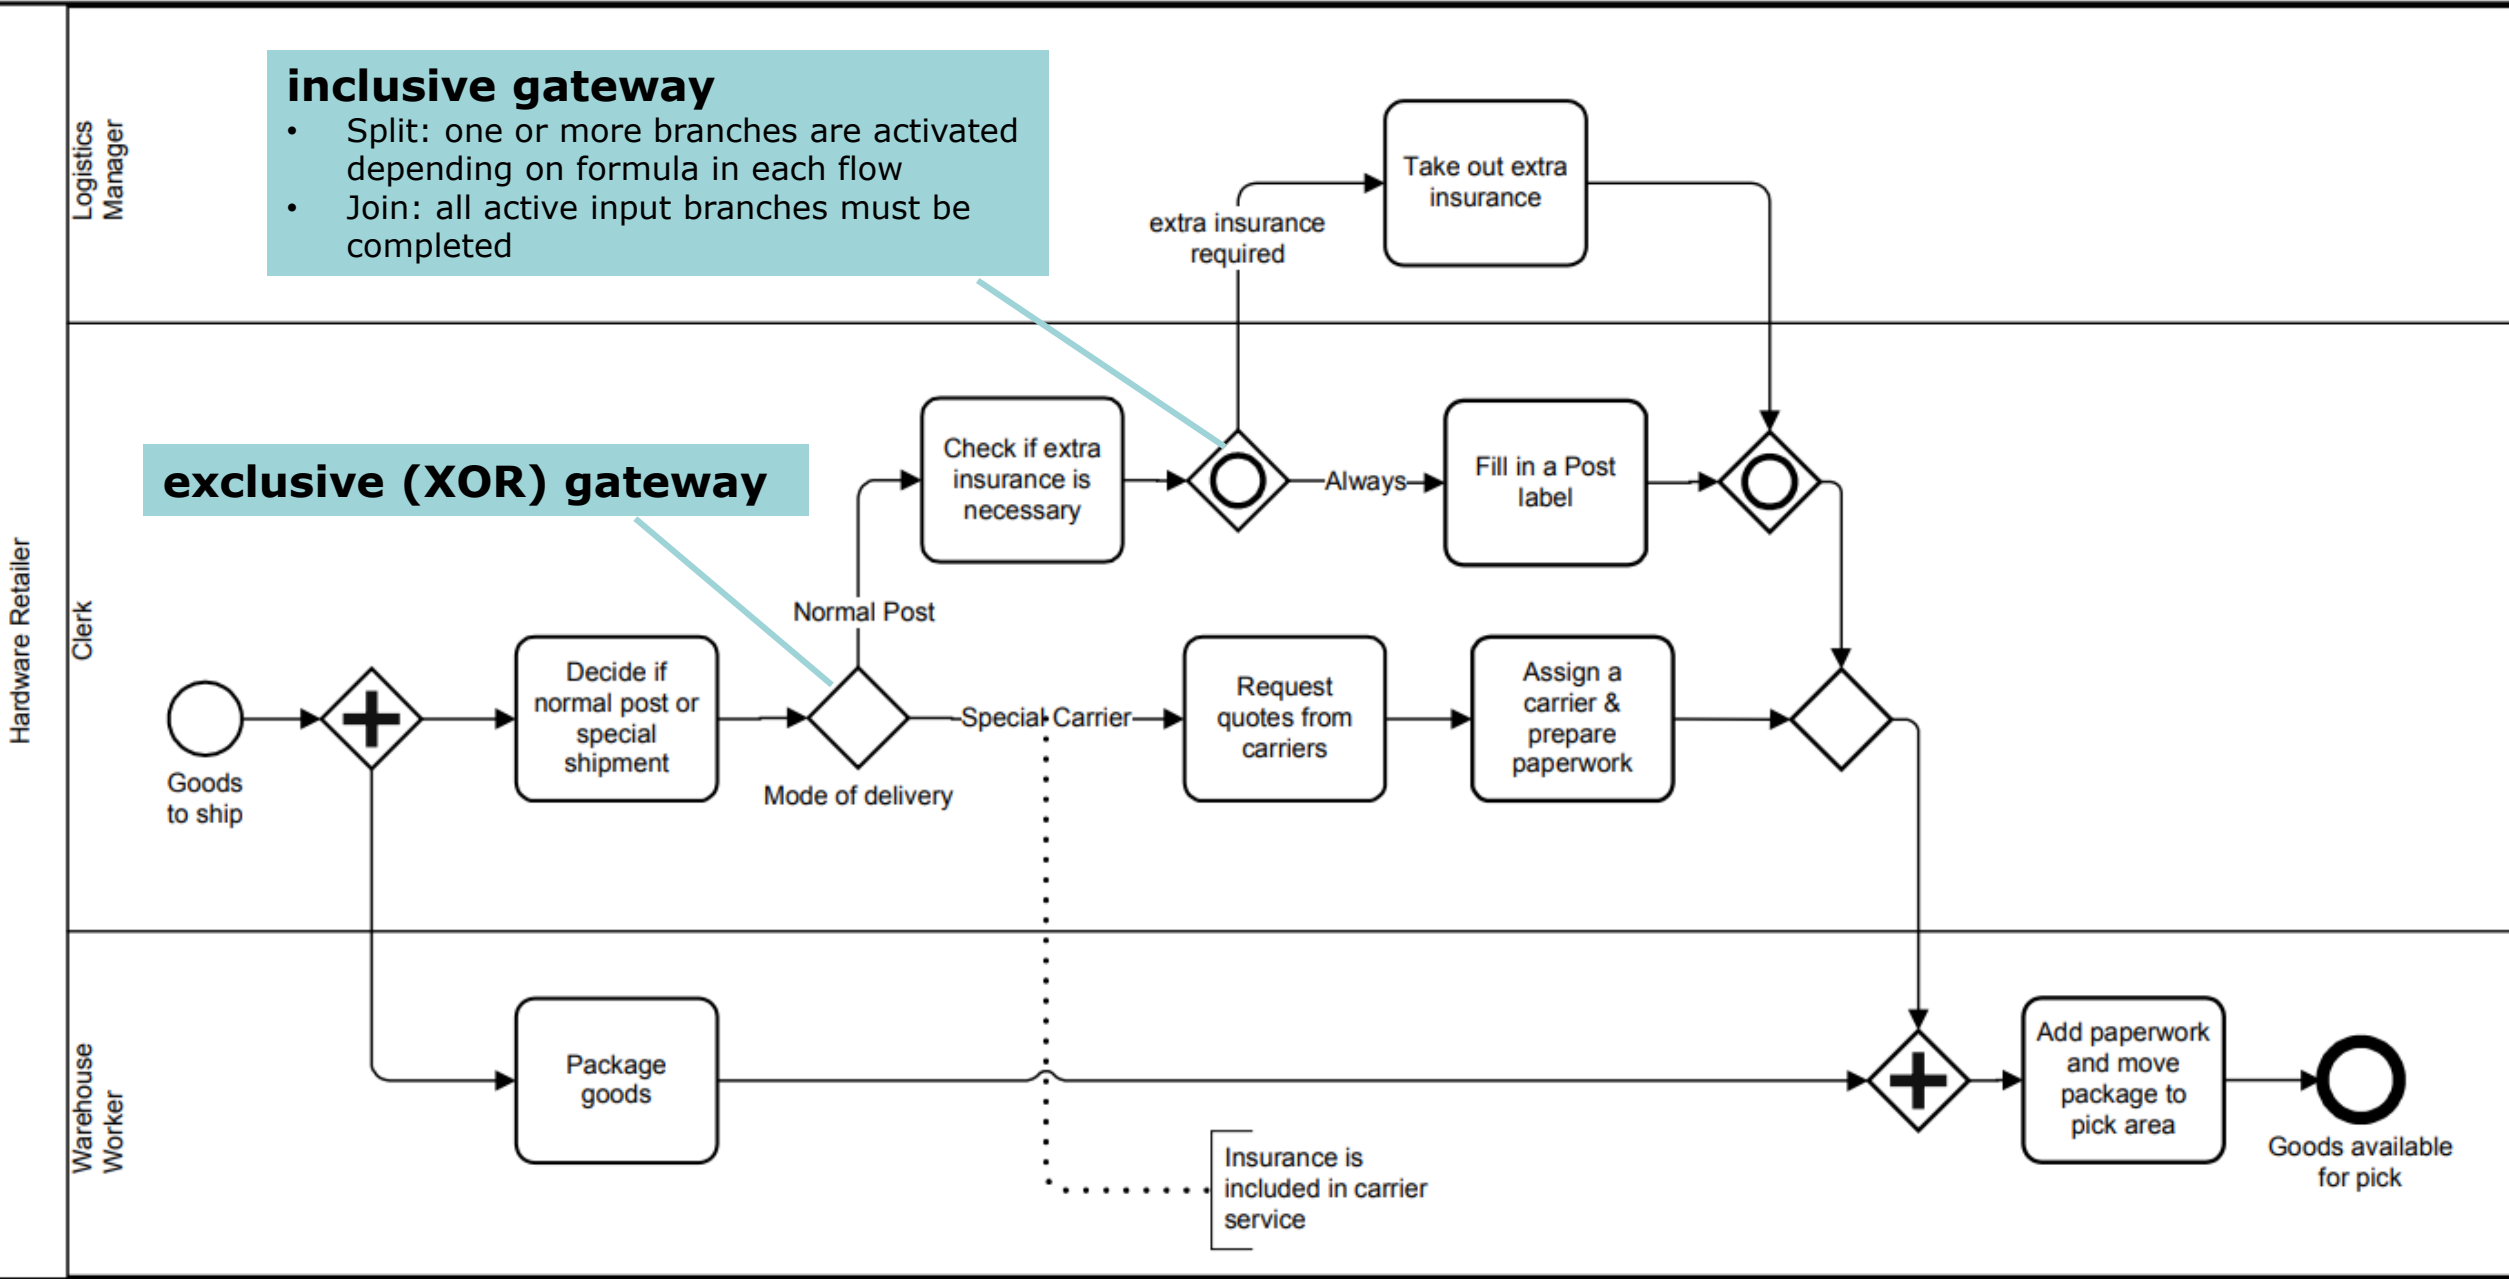 Hardware Retailer
Logistics
Manager
inclusive gateway
• Split: one or more branches are activated
depending on formula in each flow
• Join: all active input branches must be
completed
Take out extra
insurance
extra insurance
required
Clerk
exclusive (XOR) gateway
Check if extra
insurance is
necessary
Always
Fill in a Post
label
Normal Post
Goods
to ship
Decide if
normal post or
special
shipment
Mode of delivery
Special Carrier
Request
quotes from
carriers
Assign a
carrier &
prepare
paperwork
Warehouse
Worker
Package
goods
Insurance is
included in carrier
service
Add paperwork
and move
package to
pick area
Goods available
for pick